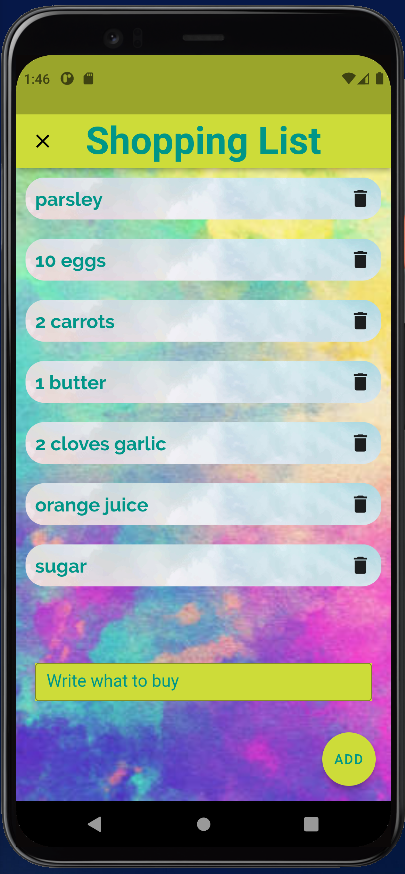 1:46
Shopping List
parsley
10 eggs
2 carrots
1 butter
2 cloves garlic
orange juice
sugar
Write what to buy
ADD